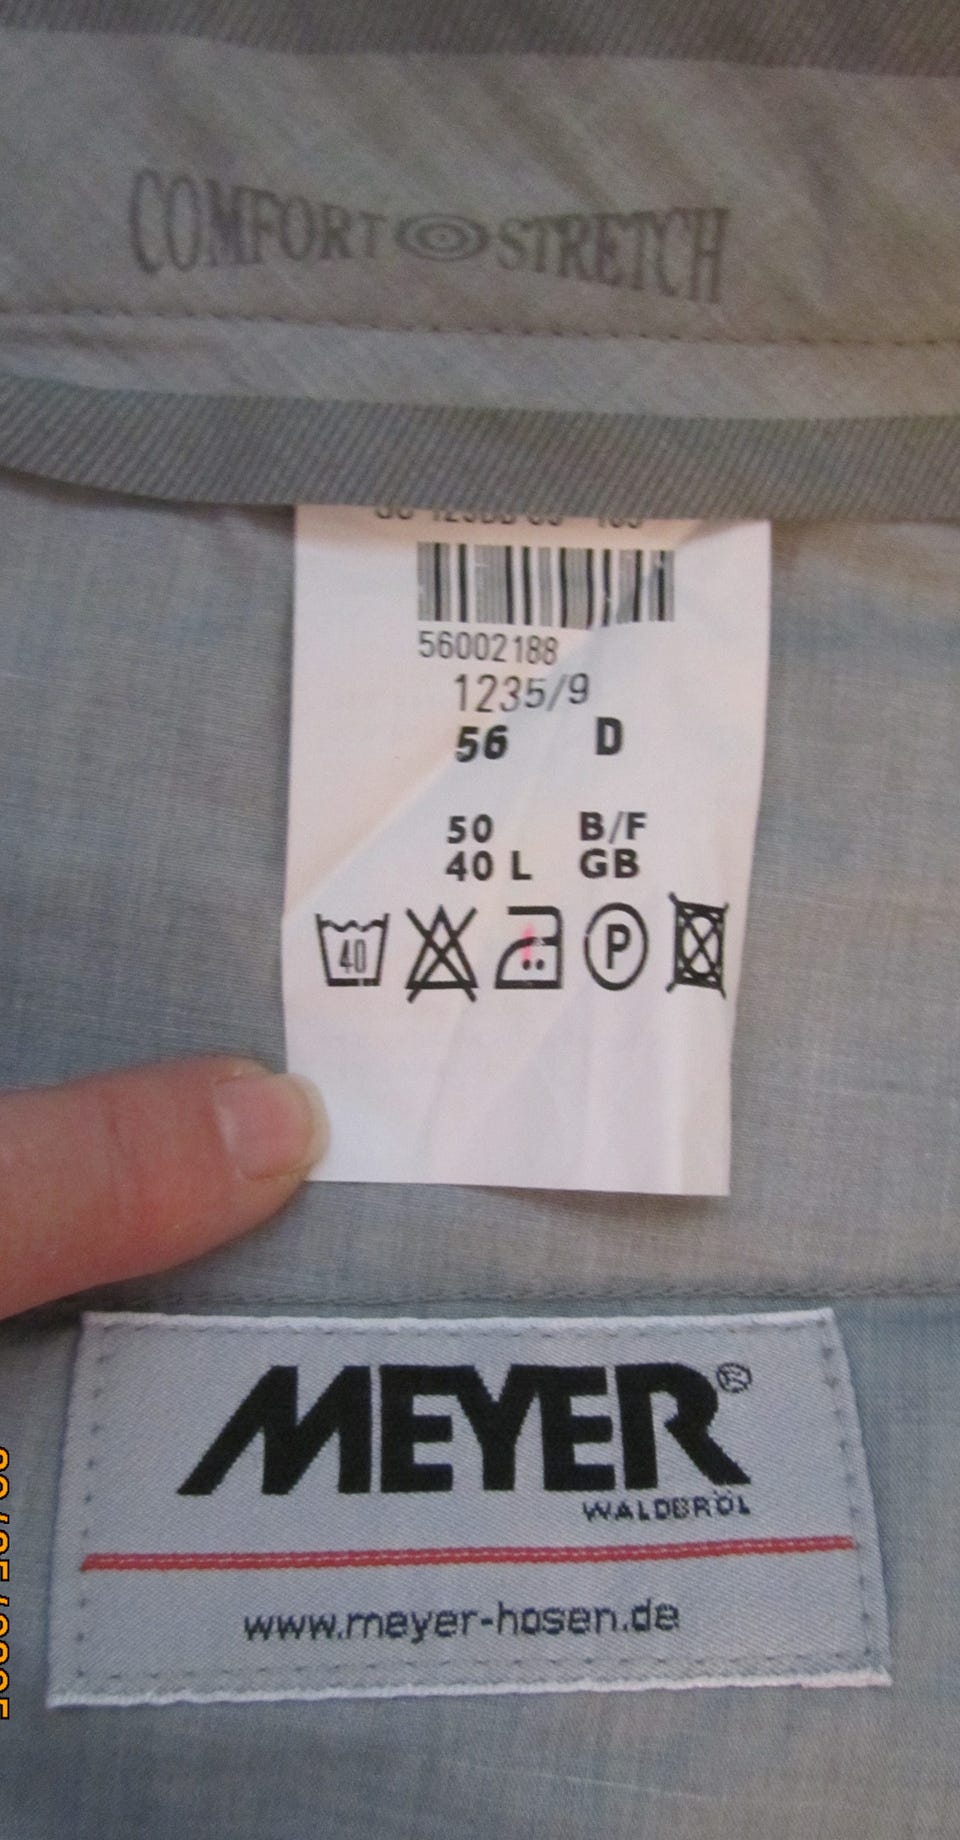 COMFORT STRETCH
56002188
1235/9
56 D
50 B/F
40 L GB
40
P
MEYER®
WALDBRÖL
www.meyer-hosen.de